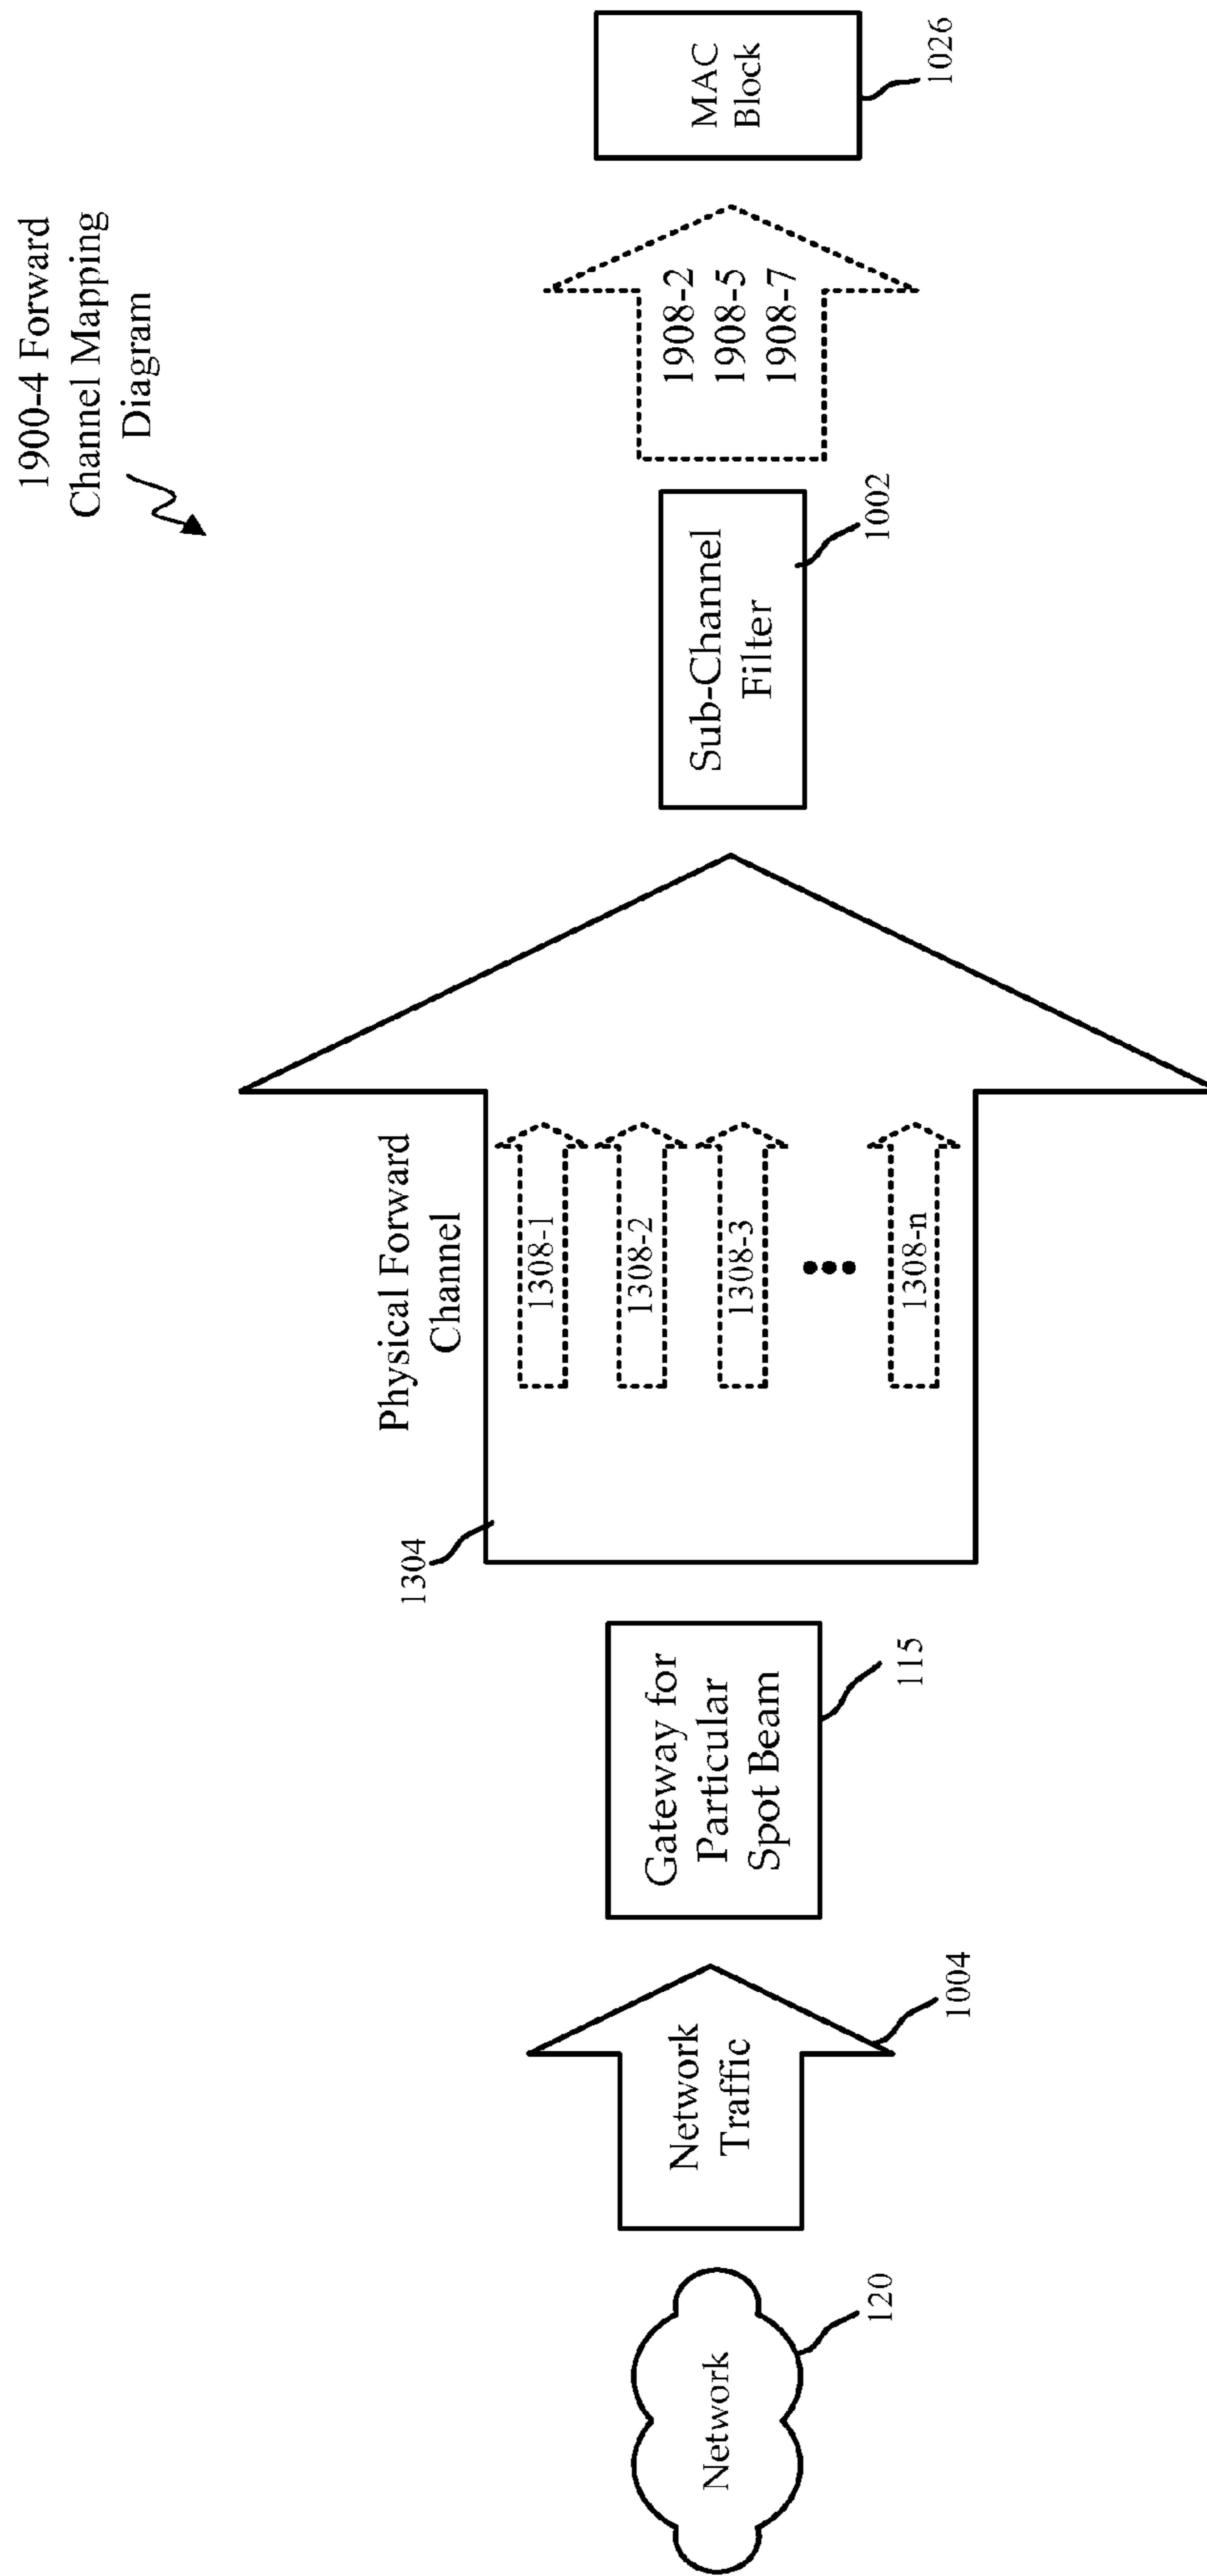 1900-4 Forward
Channel Mapping
Diagram
Network
120
Network
Traffic
1004
Gateway for
Particular
Spot Beam
115
Physical Forward
Channel
1304
1308-1
1308-2
1308-3
1308-n
Sub-Channel
Filter
1002
1908-2
1908-5
1908-7
MAC
Block
1026